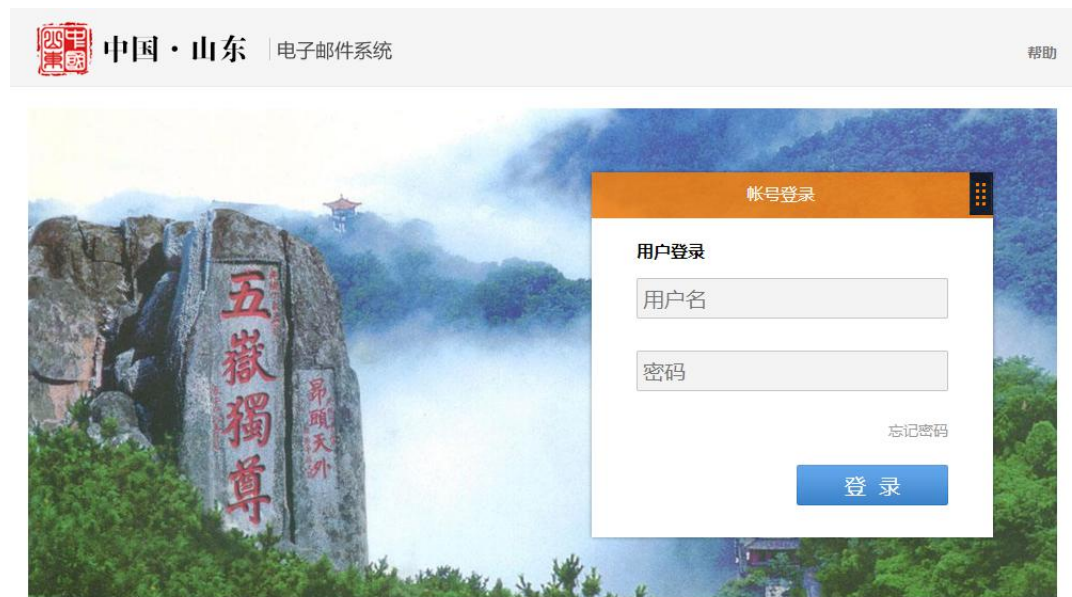 中国·山东 电子邮件系统
帮助
帐号登录
用户登录
用户名
密码
忘记密码
登 录
五嶽獨尊
昂頭天外